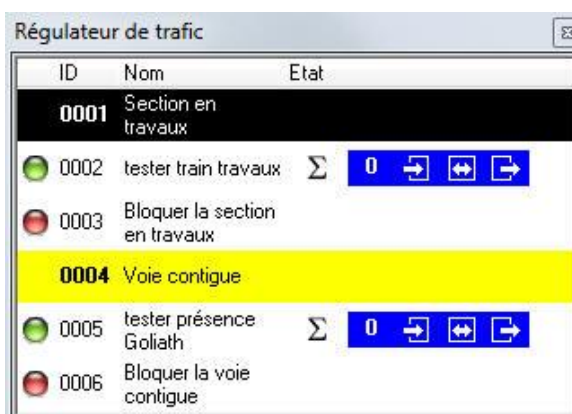 Régulateur de trafic
ID Nom Etat
0001 Section en
travaux
0002 tester train travaux Σ 0
0003 Bloquer la section
en travaux
0004 Voie contigue
0005 tester présence
Goliath Σ 0
0006 Bloquer la voie
contigue